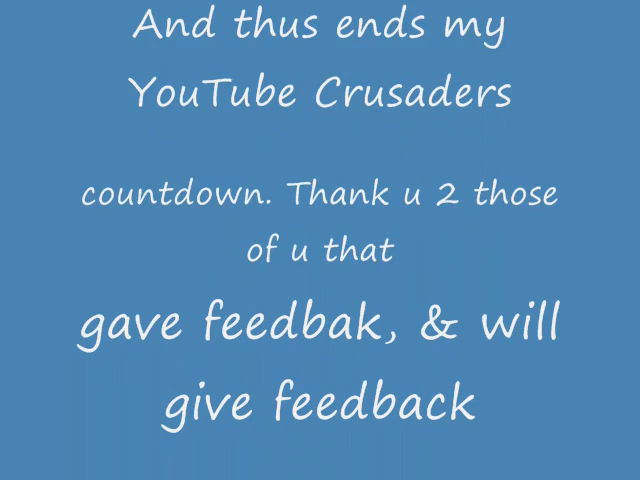 And thus ends my
YouTube Crusaders
countdown. Thank u 2 those
of u that
gave feedbak, & will
give feedback